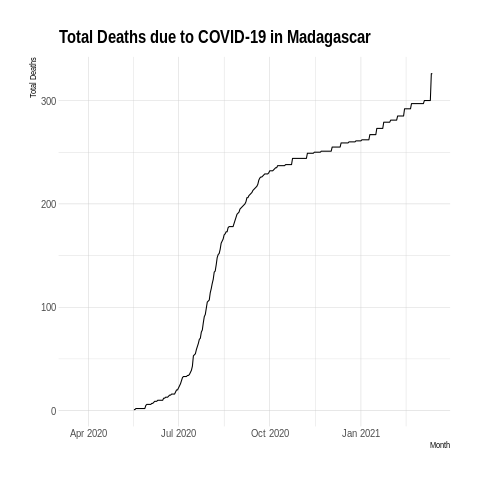 Total Deaths due to COVID-19 in Madagascar
Total Deaths
300
200
100
0
Apr 2020
Jul 2020
Oct 2020
Jan 2021
Month